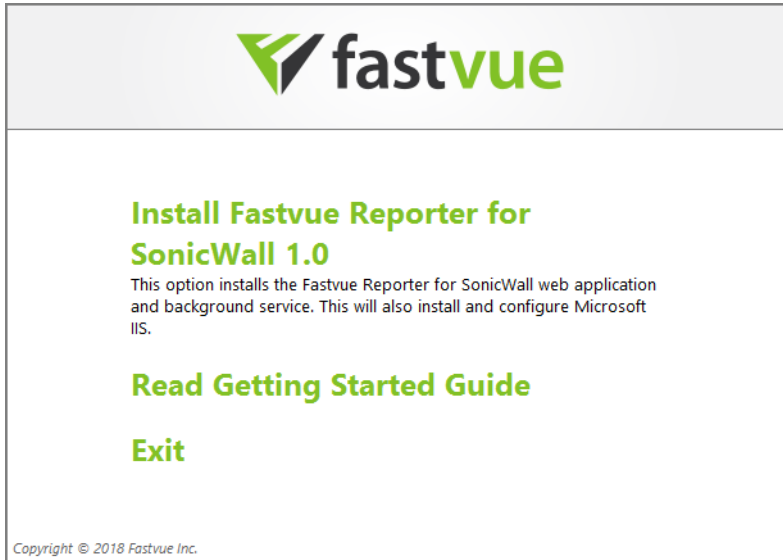 fastvue
Install Fastvue Reporter for
SonicWall 1.0
This option installs the Fastvue Reporter for SonicWall web application
and background service. This will also install and configure Microsoft
IIS.
Read Getting Started Guide
Exit
Copyright © 2018 Fastvue Inc.